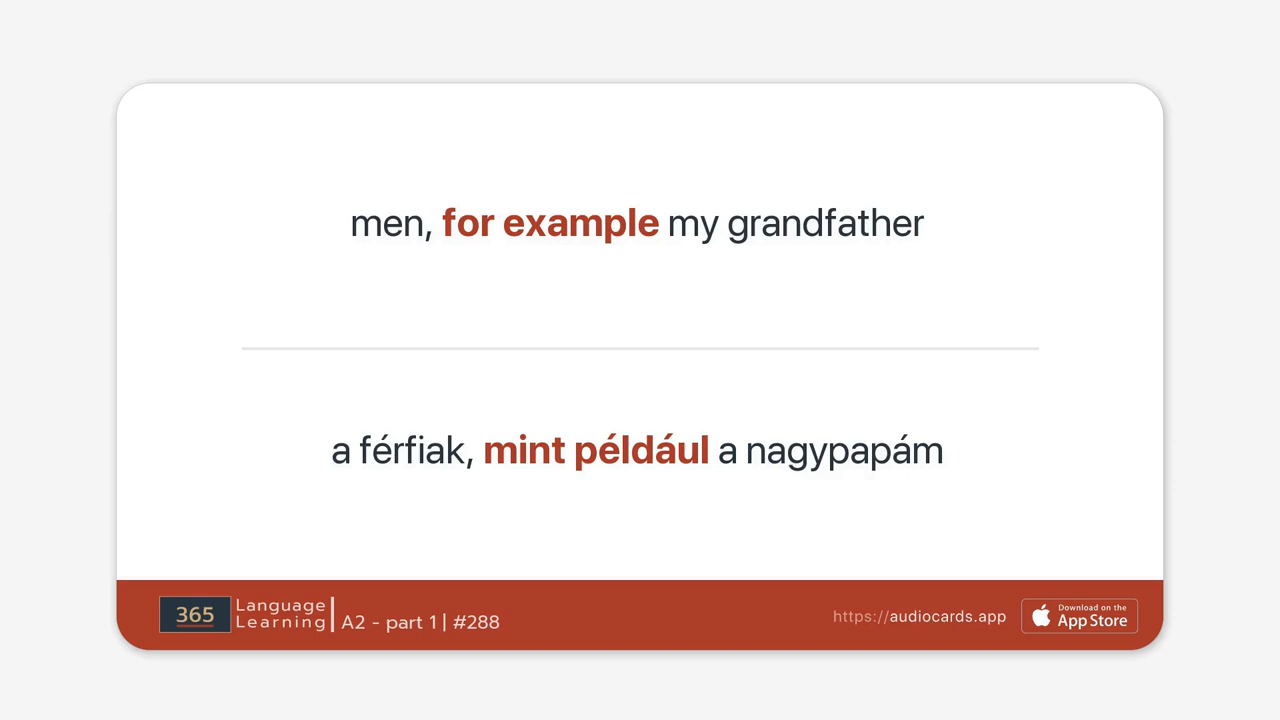 men, for example my grandfather
a férfiak, mint például a nagypapám
365
Language
Learning
A2 - part 1 | #288
https://audiocards.app
Download on the
App Store